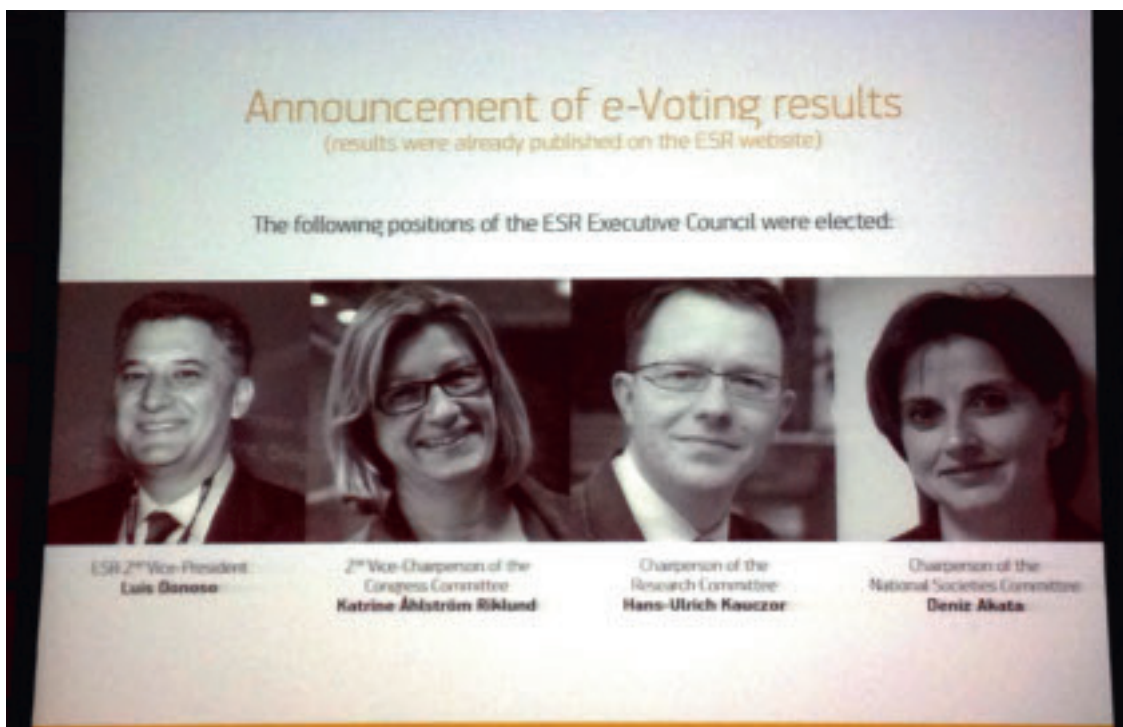 Announcement of e-Voting results
(results were already published on the ESR website)
The following positions of the ESR Executive Council were elected:
ESR 2nd Vice-President
Luis Donoso
2nd Vice-Chairperson of the
Congress Committee
Katrine Åhlström Riklund
Chairperson of the
Research Committee
Hans-Ulrich Kauczor
Chairperson of the
National Societies Committee
Deniz Akata